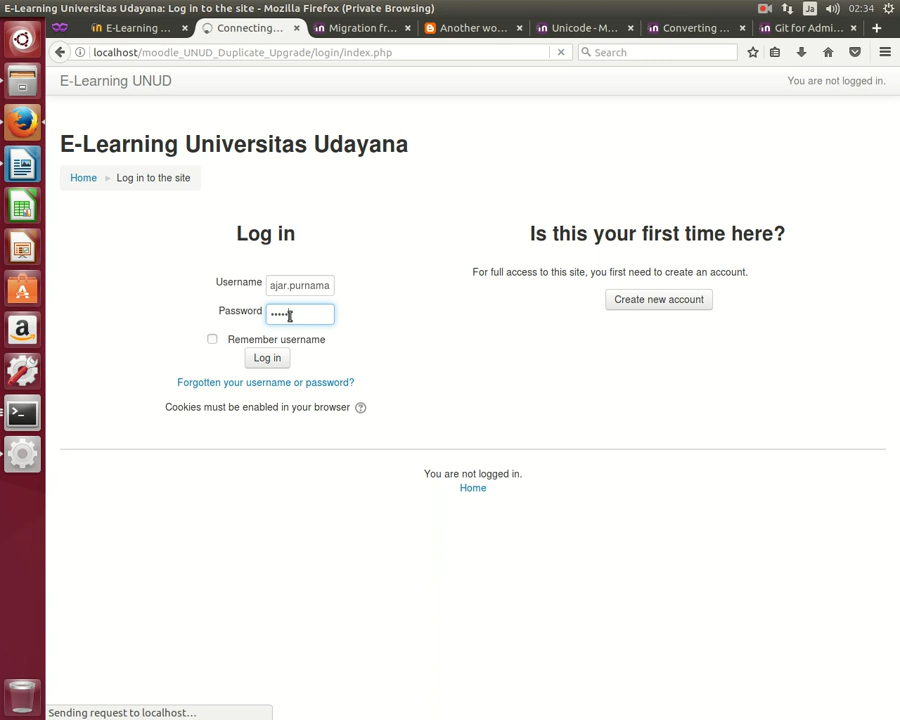 E-Learning Universitas Udayana: Log in to the site - Mozilla Firefox (Private Browsing)
Ja
02:34
E-Learning ...
Connecting...
Migration fr...
Another wo...
Unicode - M...
Converting ...
Git for Admi...
localhost/moodle_UNUD_Duplicate_Upgrade/login/index.php
Search
E-Learning UNUD
You are not logged in.
E-Learning Universitas Udayana
Home
Log in to the site
Log in
Is this your first time here?
Username
ajar.purnama
For full access to this site, you first need to create an account.
Password
•••••
Create new account
Remember username
Log in
Forgotten your username or password?
Cookies must be enabled in your browser
You are not logged in.
Home
Sending request to localhost...